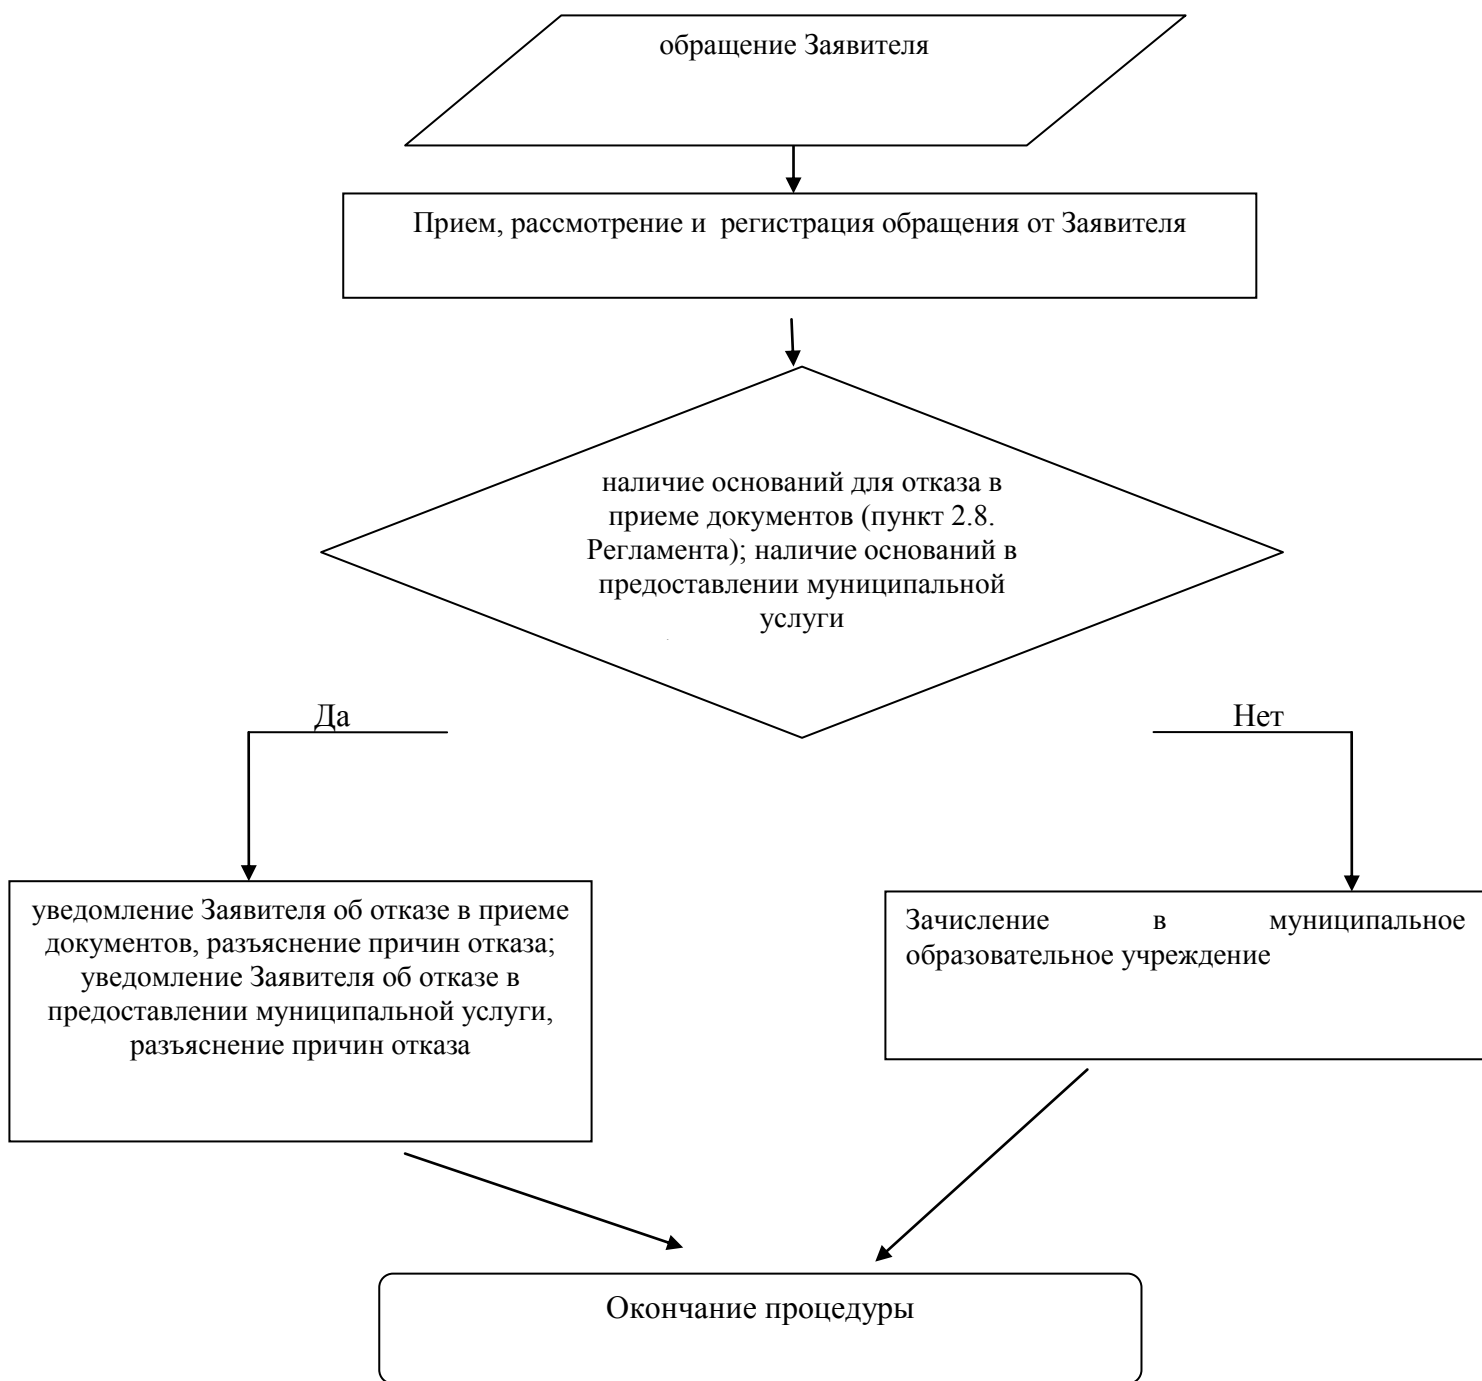 обращение Заявителя
Прием, рассмотрение и  регистрация обращения от Заявителя
наличие оснований для отказа в
приеме документов (пункт 2.8.
Регламента); наличие оснований в
предоставлении муниципальной
услуги
Да
Нет
уведомление Заявителя об отказе в приеме
документов, разъяснение причин отказа;
уведомление Заявителя об отказе в
предоставлении муниципальной услуги,
разъяснение причин отказа
Зачисление в муниципальное
образовательное учреждение
Окончание процедуры